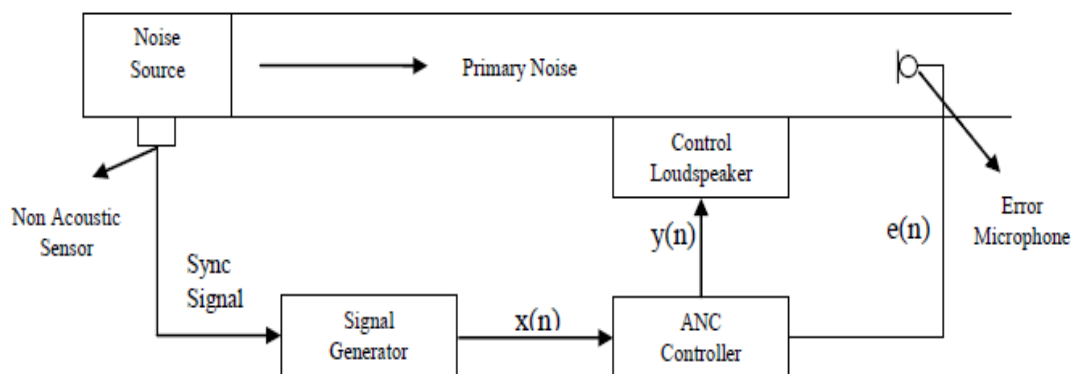 Noise
Source
Primary Noise
Control
Loudspeaker
Non Acoustic
Sensor
Error
Microphone
y(n)
e(n)
Sync
Signal
Signal
Generator
x(n)
ANC
Controller